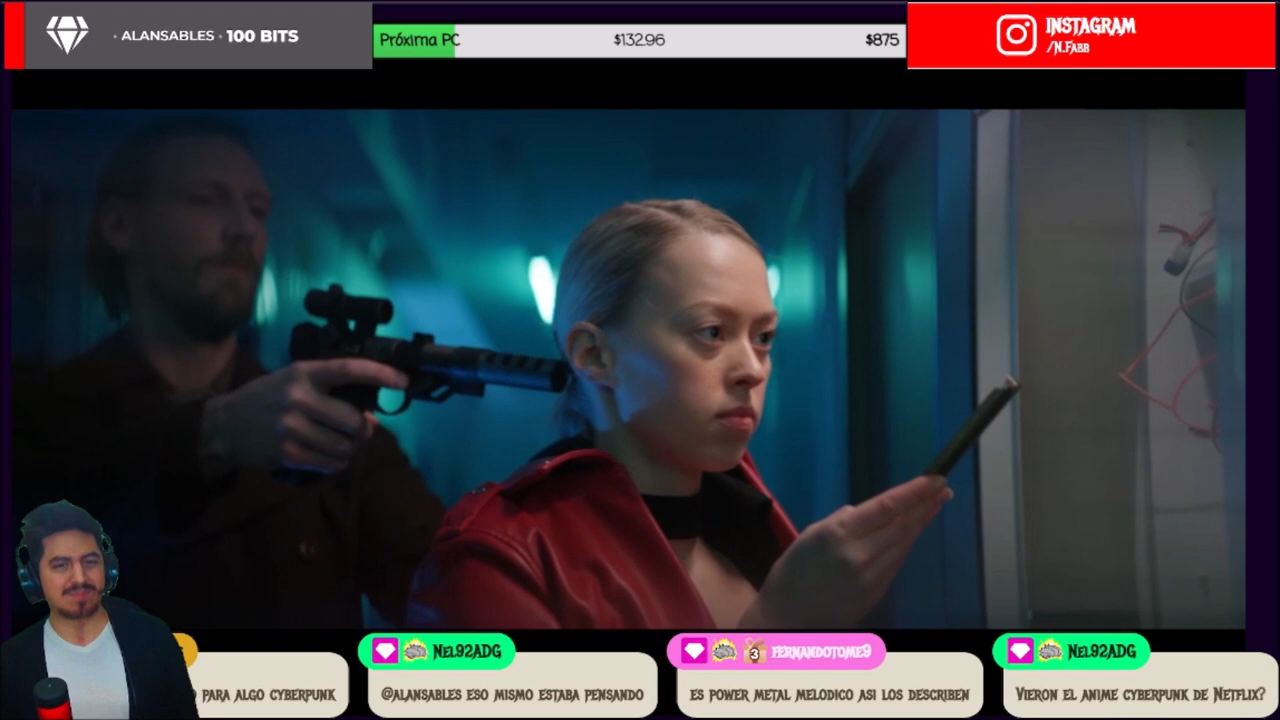 • ALANSABLES • 100 BITS
Próxima PC $132.96 $875
INSTAGRAM
/N.FABB
NEL92ADG
3 FERNANDOTOME9
NEL92ADG
PARA ALGO CYBERPUNK
@ALANSABLES ESO MISMO ESTABA PENSANDO
ES POWER METAL MELODICO ASI LOS DESCRIBEN
VIERON EL ANIME CYBERPUNK DE NETFLIX?